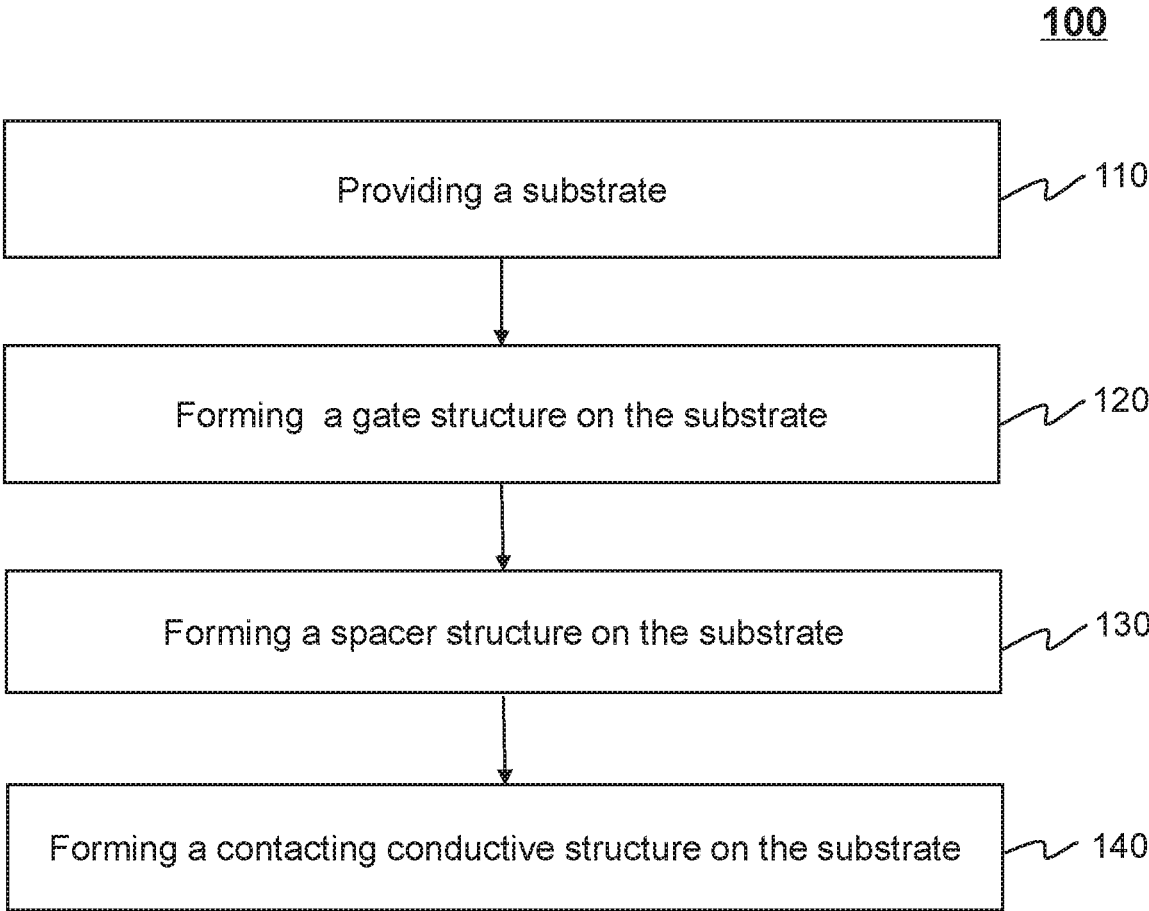 100
Providing a substrate
110
Forming a gate structure on the substrate
120
Forming a spacer structure on the substrate
130
Forming a contacting conductive structure on the substrate
140